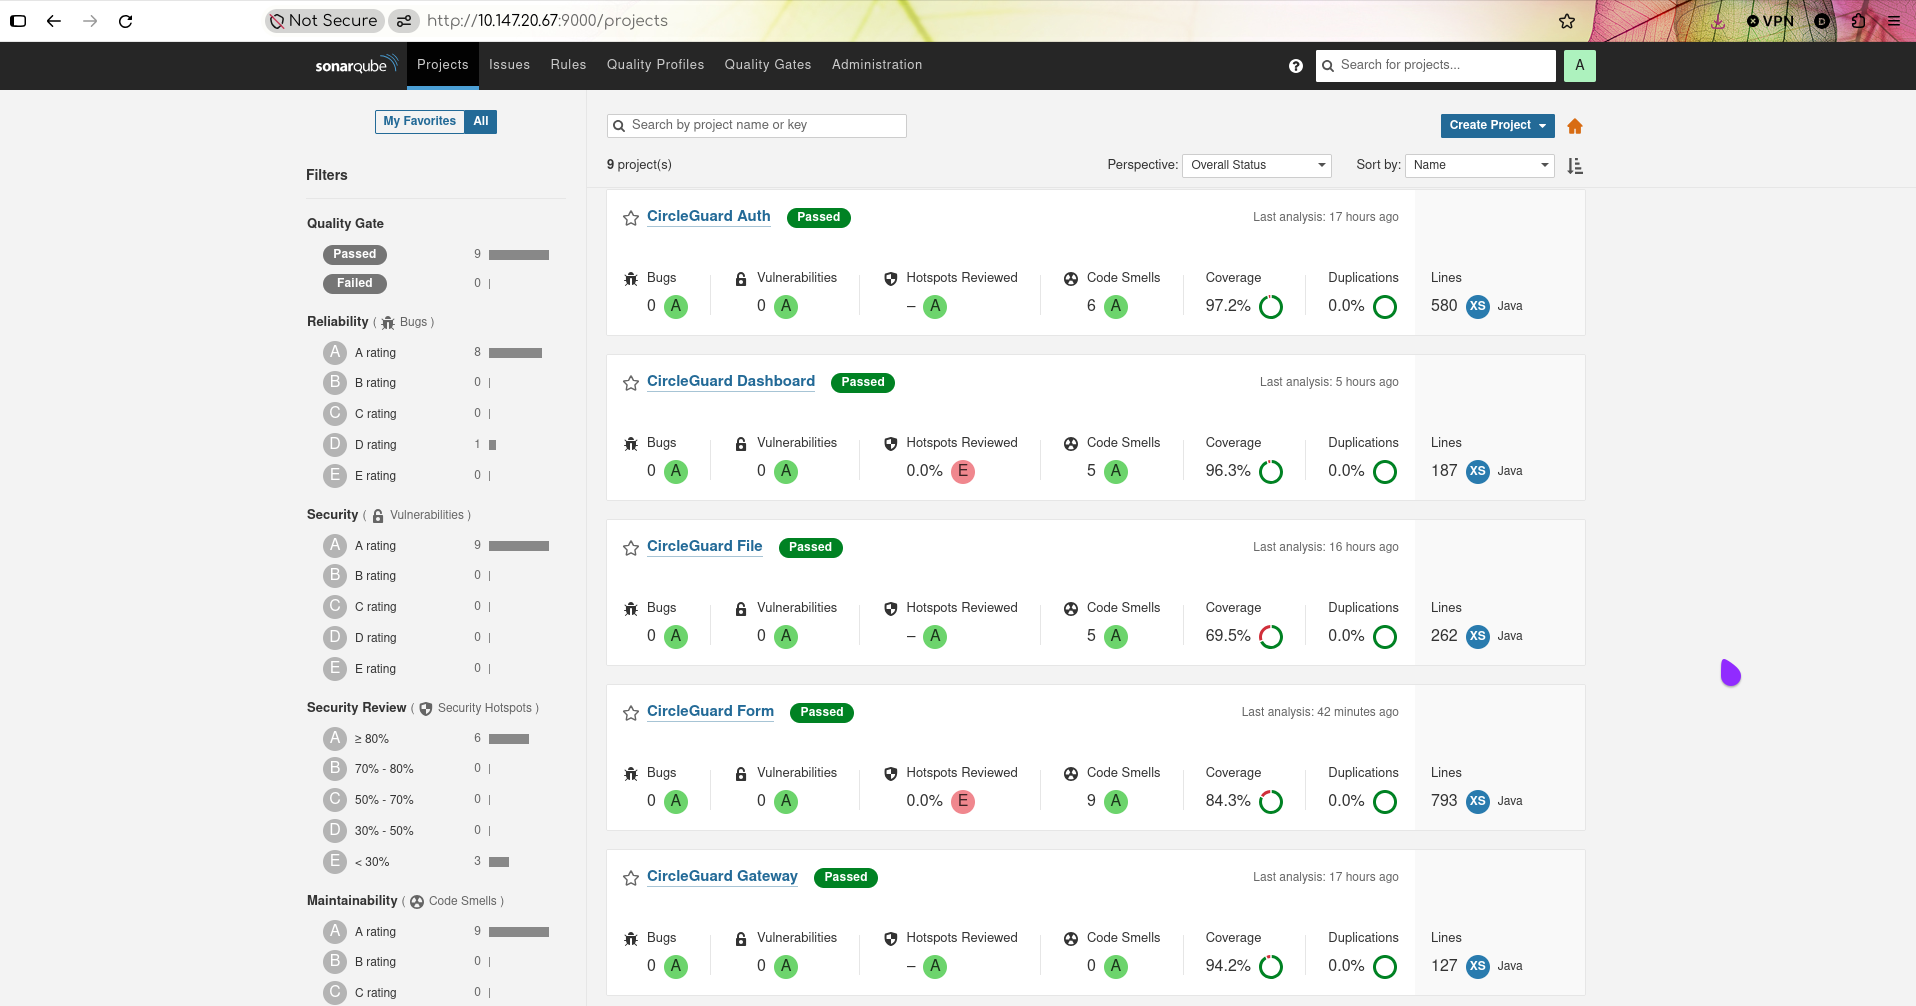 Not Secure http://10.147.20.67:9000/projects VPN D
sonarqube Projects Issues Rules Quality Profiles Quality Gates Administration ? Search for projects... A
My Favorites All
Search by project name or key Create Project
9 project(s) Perspective: Overall Status Sort by: Name
Filters
Quality Gate
Passed 9
Failed 0
Reliability ( Bugs )
A A rating 8
B B rating 0
C C rating 0
D D rating 1
E E rating 0
Security ( Vulnerabilities )
A A rating 9
B B rating 0
C C rating 0
D D rating 0
E E rating 0
Security Review ( Security Hotspots )
A ≥ 80% 6
B 70% - 80% 0
C 50% - 70% 0
D 30% - 50% 0
E < 30% 3
Maintainability ( Code Smells )
A A rating 9
B B rating 0
C C rating 0
CircleGuard Auth Passed Last analysis: 17 hours ago
Bugs Vulnerabilities Hotspots Reviewed Code Smells Coverage Duplications Lines
0 A 0 A – A 6 A 97.2% 0.0% 580 XS Java
CircleGuard Dashboard Passed Last analysis: 5 hours ago
Bugs Vulnerabilities Hotspots Reviewed Code Smells Coverage Duplications Lines
0 A 0 A 0.0% E 5 A 96.3% 0.0% 187 XS Java
CircleGuard File Passed Last analysis: 16 hours ago
Bugs Vulnerabilities Hotspots Reviewed Code Smells Coverage Duplications Lines
0 A 0 A – A 5 A 69.5% 0.0% 262 XS Java
CircleGuard Form Passed Last analysis: 42 minutes ago
Bugs Vulnerabilities Hotspots Reviewed Code Smells Coverage Duplications Lines
0 A 0 A 0.0% E 9 A 84.3% 0.0% 793 XS Java
CircleGuard Gateway Passed Last analysis: 17 hours ago
Bugs Vulnerabilities Hotspots Reviewed Code Smells Coverage Duplications Lines
0 A 0 A – A 0 A 94.2% 0.0% 127 XS Java